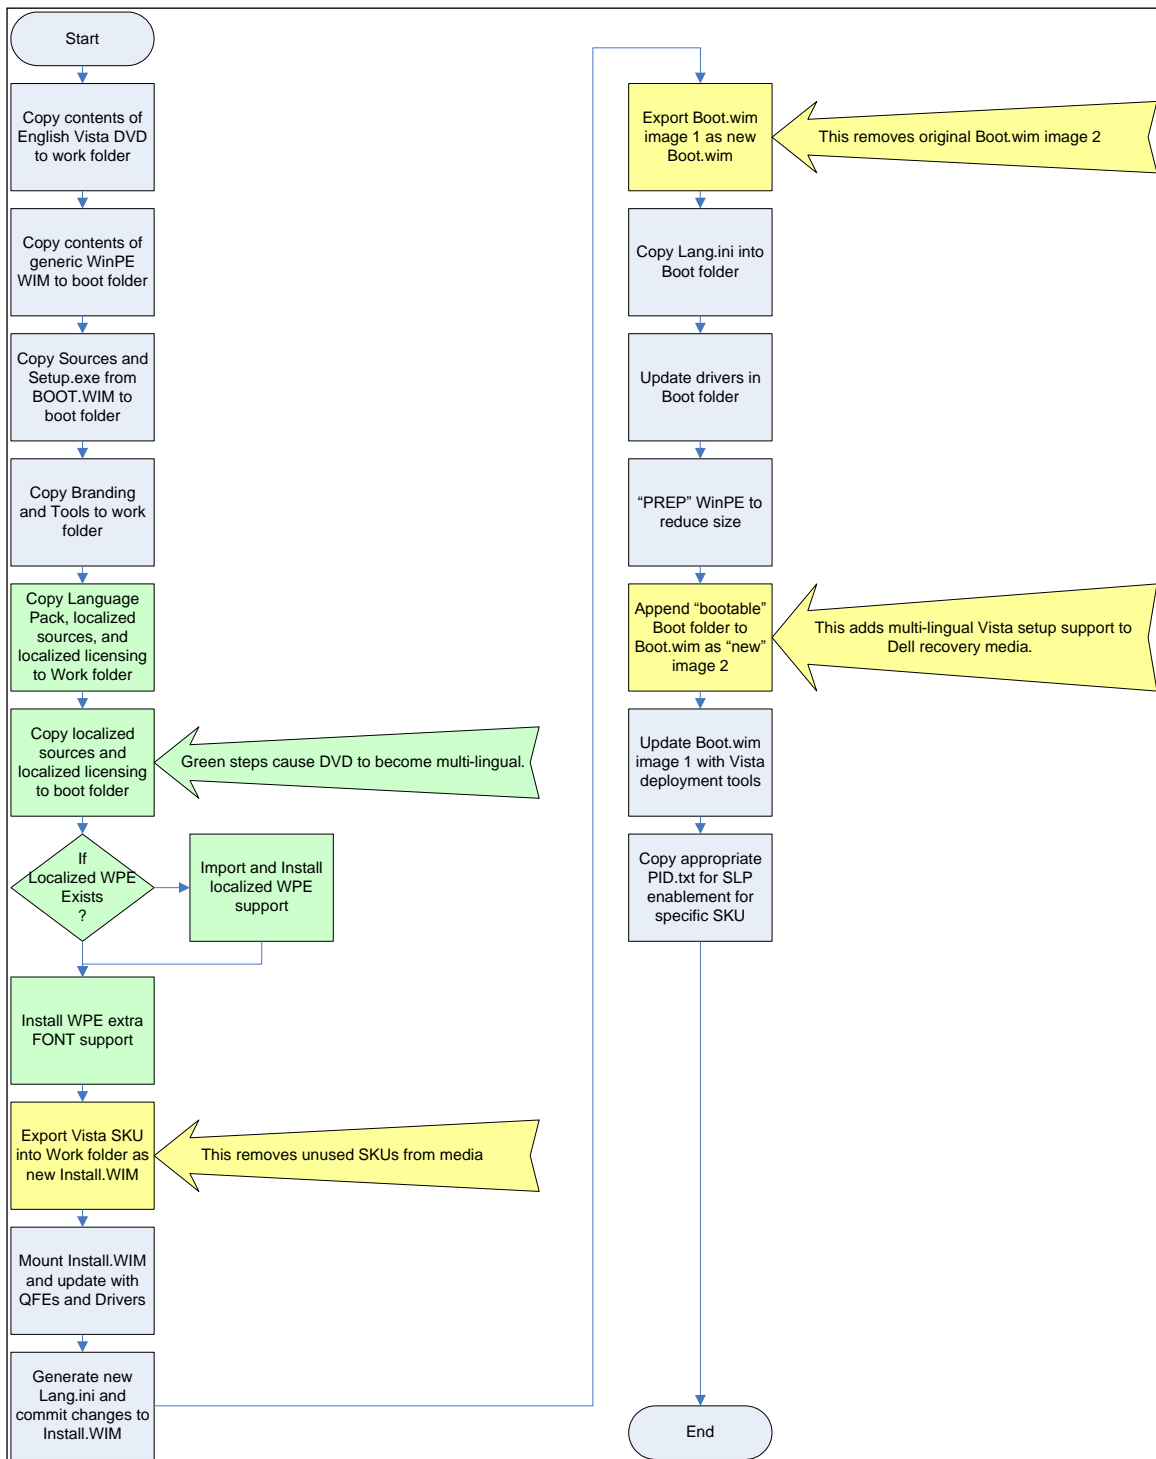 Start
Copy contents of
English Vista DVD
to work folder
Copy contents of
generic WinPE
WIM to boot folder
Copy Sources and
Setup.exe from
BOOT.WIM to
boot folder
Copy Branding
and Tools to work
folder
Copy Language
Pack, localized
sources, and
localized licensing
to Work folder
Copy localized
sources and
localized licensing
to boot folder
Green steps cause DVD to become multi-lingual.
If
Localized WPE
Exists
?
Import and Install
localized WPE
support
Install WPE extra
FONT support
Export Vista SKU
into Work folder as
new Install.WIM
This removes unused SKUs from media
Mount Install.WIM
and update with
QFEs and Drivers
Generate new
Lang.ini and
commit changes to
Install.WIM
Export Boot.wim
image 1 as new
Boot.wim
This removes original Boot.wim image 2
Copy Lang.ini into
Boot folder
Update drivers in
Boot folder
“PREP” WinPE to
reduce size
Append “bootable”
Boot folder to
Boot.wim as “new”
image 2
This adds multi-lingual Vista setup support to
Dell recovery media.
Update Boot.wim
image 1 with Vista
deployment tools
Copy appropriate
PID.txt for SLP
enablement for
specific SKU
End